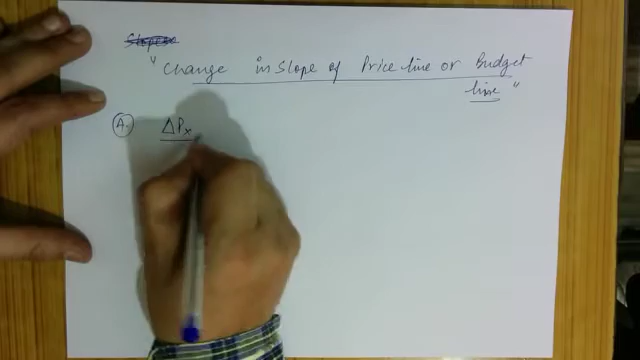 "Change in Slope of Price line or Budget
line"
A. ΔPx